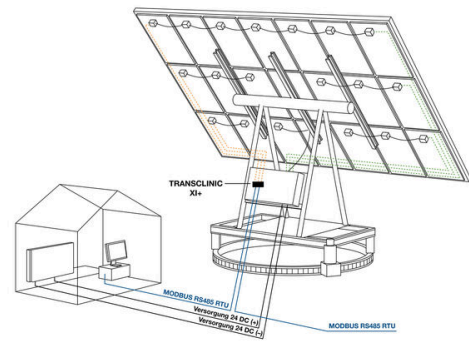 TRANSCLINIC
XI+
MODBUS RS485 RTU
Versorgung 24 DC (+)
Versorgung 24 DC (–)
MODBUS RS485 RTU